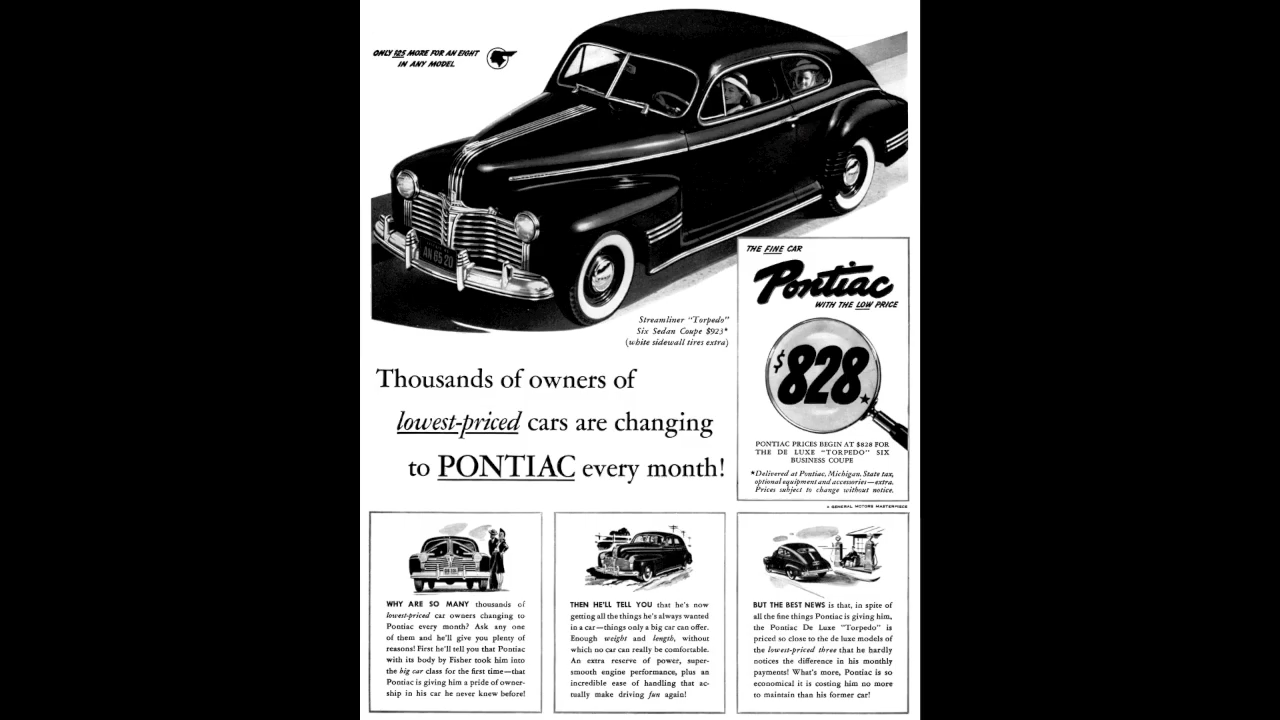 ONLY $25 MORE FOR AN EIGHT
IN ANY MODEL
AN 65 20
Streamliner "Torpedo"
Six Sedan Coupe $923*
(white sidewall tires extra)
THE FINE CAR
Pontiac
WITH THE LOW PRICE
$828*
PONTIAC PRICES BEGIN AT $828 FOR
THE DE LUXE "TORPEDO" SIX
BUSINESS COUPE
*Delivered at Pontiac, Michigan. State tax,
optional equipment and accessories—extra.
Prices subject to change without notice.
A GENERAL MOTORS MASTERPIECE
Thousands of owners of
lowest-priced cars are changing
to PONTIAC every month!
WHY ARE SO MANY thousands of
lowest-priced car owners changing to
Pontiac every month? Ask any one
of them and he'll give you plenty of
reasons! First he'll tell you that Pontiac
with its body by Fisher took him into
the big car class for the first time—that
Pontiac is giving him a pride of owner-
ship in his car he never knew before!
THEN HE'LL TELL YOU that he's now
getting all the things he's always wanted
in a car—things only a big car can offer.
Enough weight and length, without
which no car can really be comfortable.
An extra reserve of power, super-
smooth engine performance, plus an
incredible ease of handling that ac-
tually make driving fun again!
BUT THE BEST NEWS is that, in spite of
all the fine things Pontiac is giving him,
the Pontiac De Luxe "Torpedo" is
priced so close to the de luxe models of
the lowest-priced three that he hardly
notices the difference in his monthly
payments! What's more, Pontiac is so
economical it is costing him no more
to maintain than his former car!